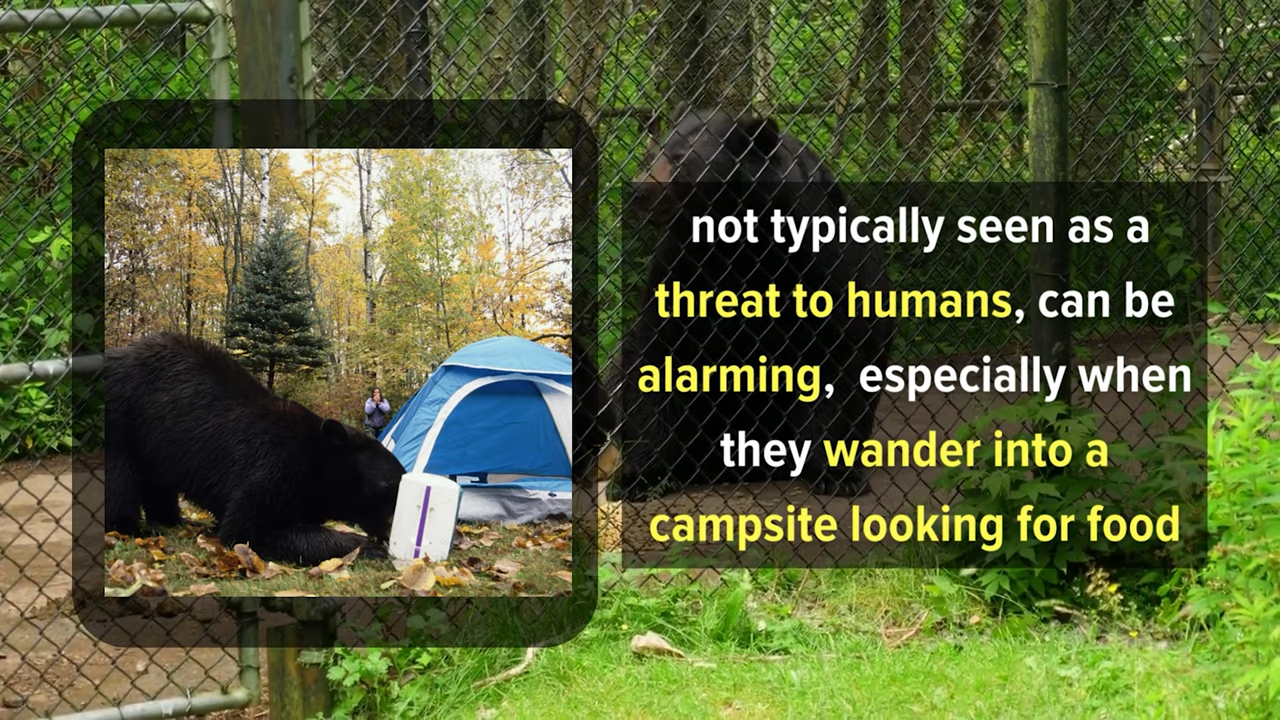 not typically seen as a
threat to humans, can be
alarming,  especially when
they wander into a
campsite looking for food